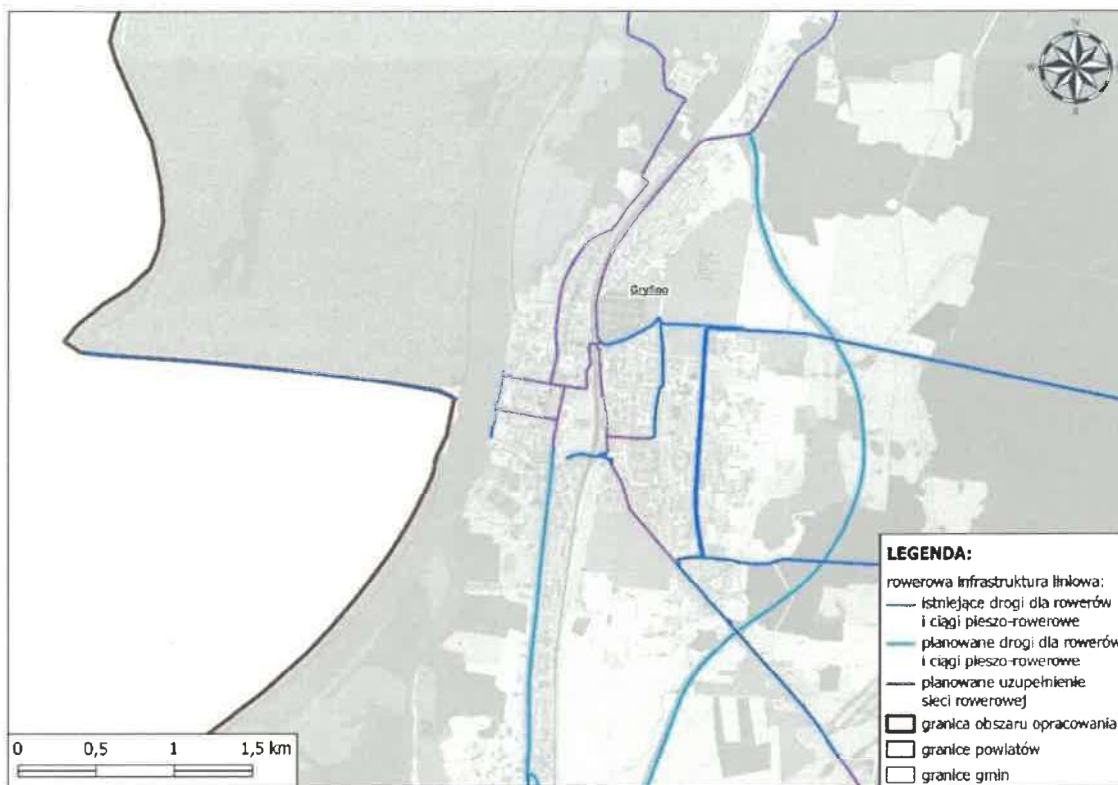 N
W
S
Gryfino
LEGENDA:
rowerowa infrastruktura liniowa:
istniejące drogi dla rowerów
i ciągi pieszo-rowerowe
planowane drogi dla rowerów
i ciągi pieszo-rowerowe
planowane uzupełnienie
sieci rowerowej
granica obszaru opracowania
granice powiatów
granice gmin
0 0,5 1 1,5 km